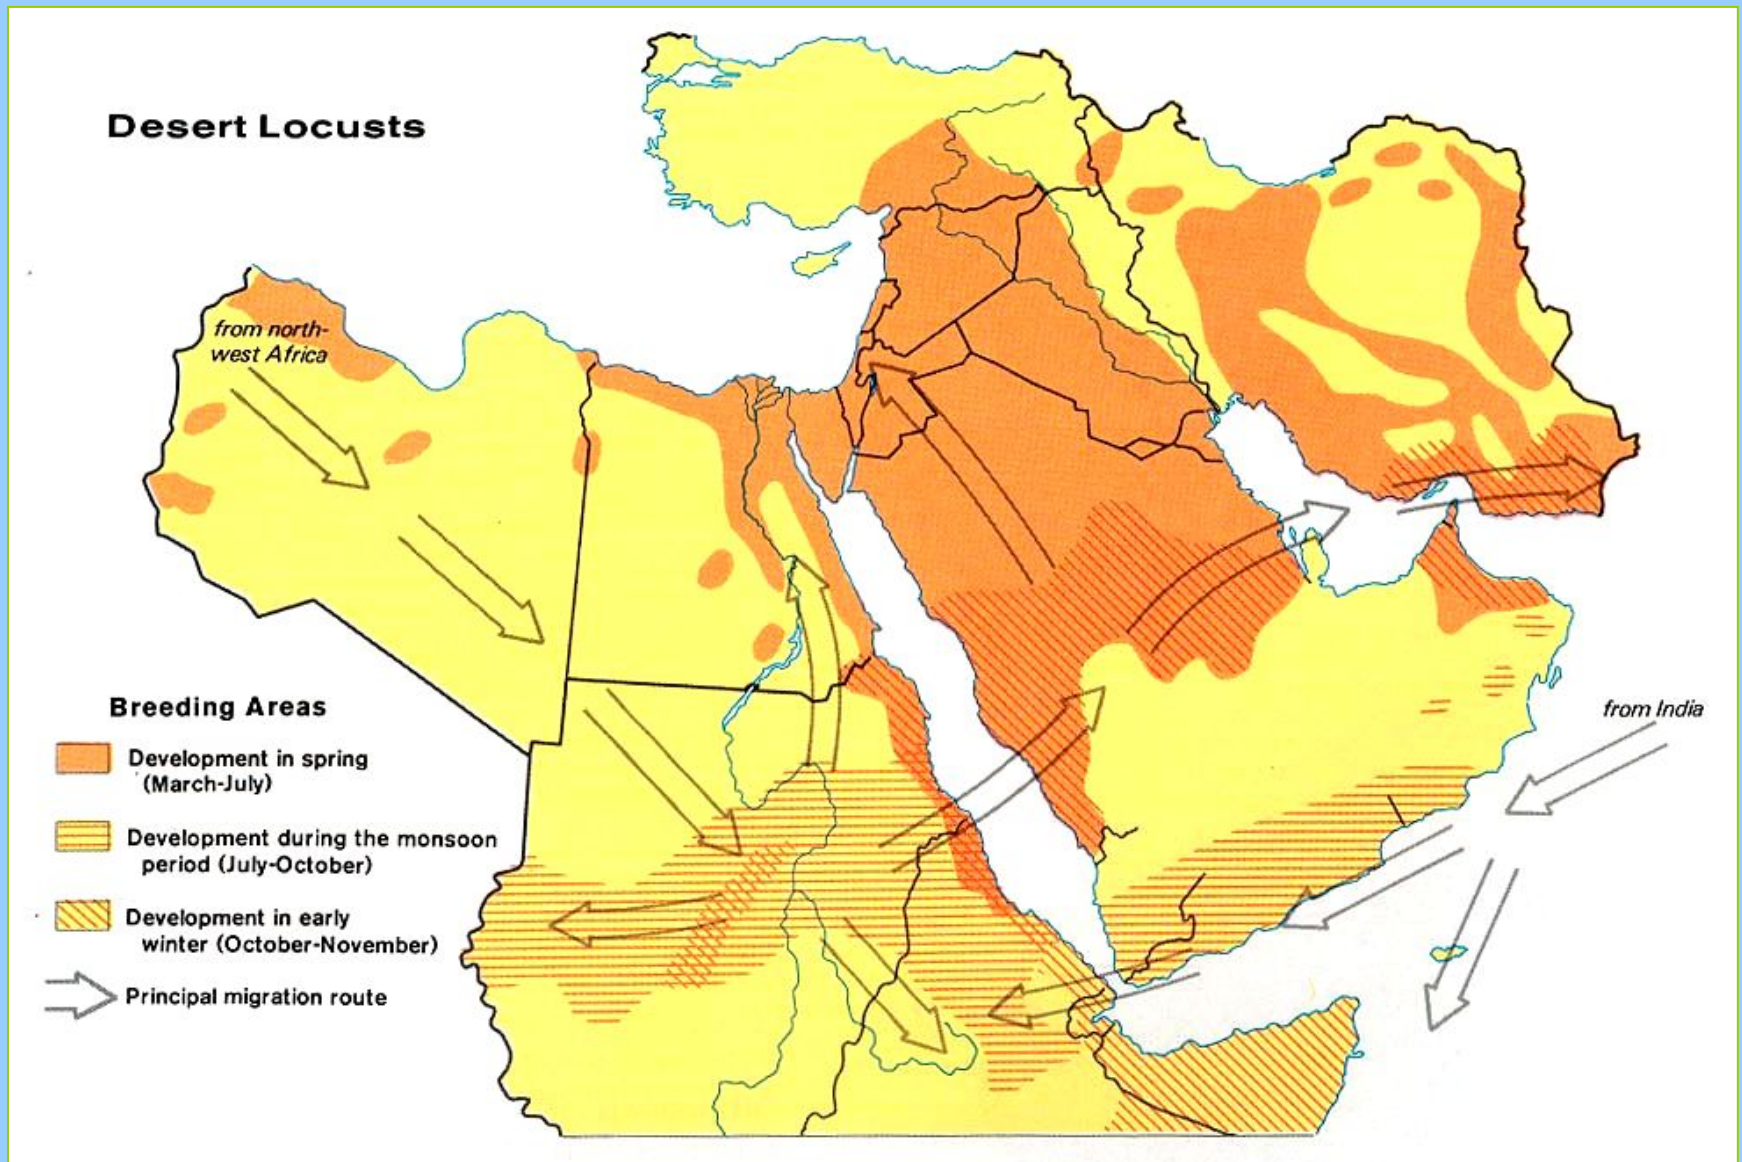 Desert Locusts
from north-
west Africa
Breeding Areas
Development in spring
(March-July)
Development during the monsoon
period (July-October)
Development in early
winter (October-November)
Principal migration route
from India